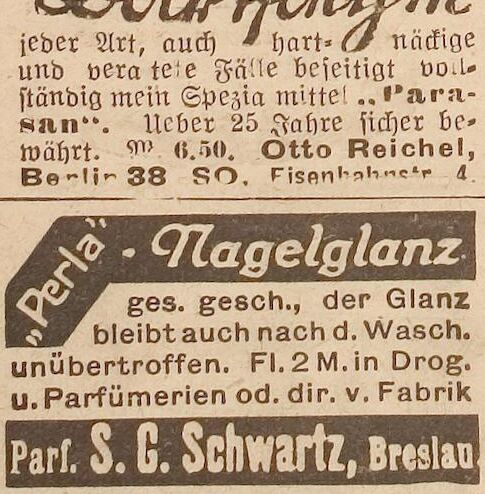 jeder Art, auch hart- näckige
und veraltete Fälle beseitigt voll-
ständig mein Spezialmittel „Para-
san“. Ueber 25 Jahre sicher be-
währt. M. 6.50. Otto Reichel,
Berlin 38 SO, Eisenbahnstr. 4.
„Perla“ - Nagelglanz
ges. gesch., der Glanz
bleibt auch nach d. Wasch.
unübertroffen. Fl. 2 M. in Drog.
u. Parfümerien od. dir. v. Fabrik
Parf. S. G. Schwartz, Breslau